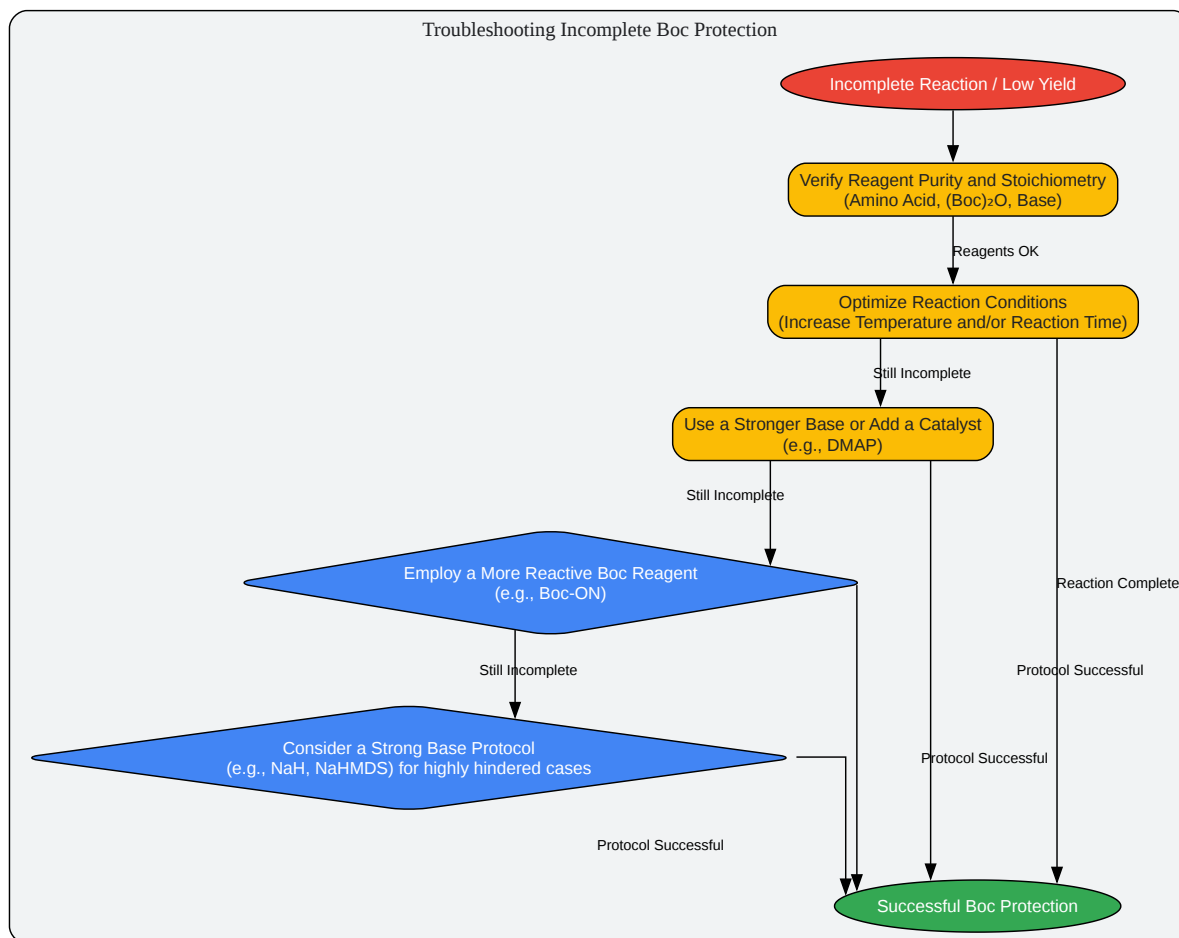 Troubleshooting Incomplete Boc Protection
Incomplete Reaction / Low Yield
Verify Reagent Purity and Stoichiometry
(Amino Acid, (Boc)₂O, Base)
Reagents OK
Optimize Reaction Conditions
(Increase Temperature and/or Reaction Time)
Still Incomplete
Use a Stronger Base or Add a Catalyst
(e.g., DMAP)
Still Incomplete
Employ a More Reactive Boc Reagent
(e.g., Boc-ON)
Reaction Complete
Still Incomplete
Protocol Successful
Consider a Strong Base Protocol
(e.g., NaH, NaHMDS) for highly hindered cases
Protocol Successful
Protocol Successful
Successful Boc Protection